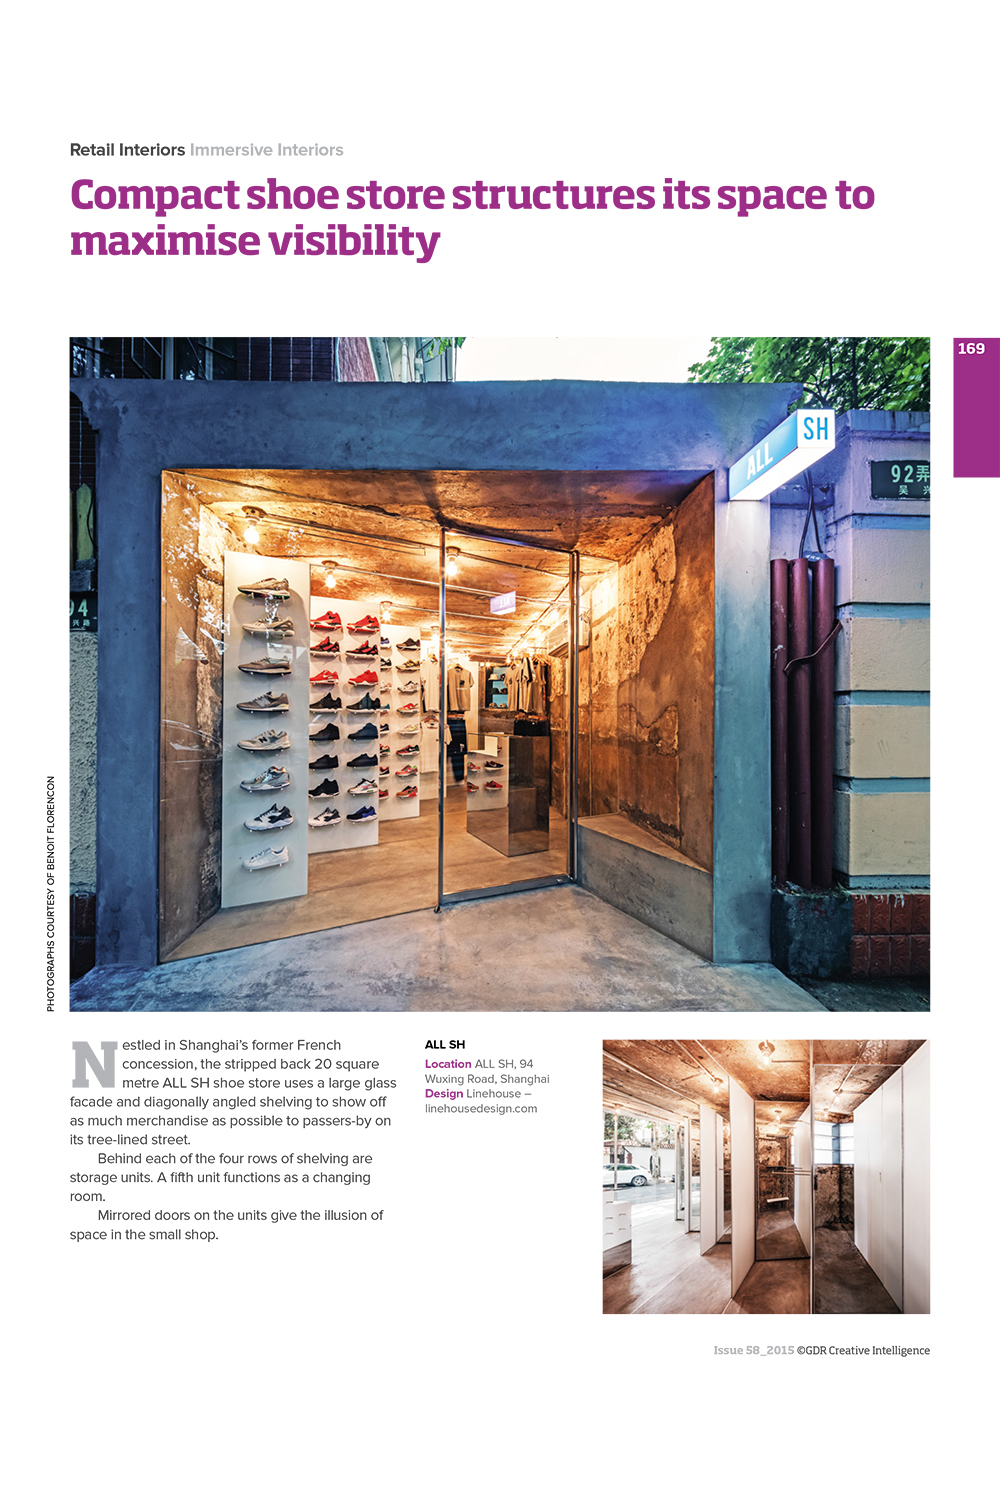 Retail Interiors Immersive Interiors
Compact shoe store structures its space to
maximise visibility
169
ALL SH
92弄
94
PHOTOGRAPHS COURTESY OF BENOIT FLORENCON
Nestled in Shanghai’s former French
concession, the stripped back 20 square
metre ALL SH shoe store uses a large glass
facade and diagonally angled shelving to show off
as much merchandise as possible to passers-by on
its tree-lined street.
Behind each of the four rows of shelving are
storage units. A fifth unit functions as a changing
room.
Mirrored doors on the units give the illusion of
space in the small shop.
ALL SH
Location ALL SH, 94
Wuxing Road, Shanghai
Design Linehouse –
linehousedesign.com
Issue 58_2015 ©GDR Creative Intelligence